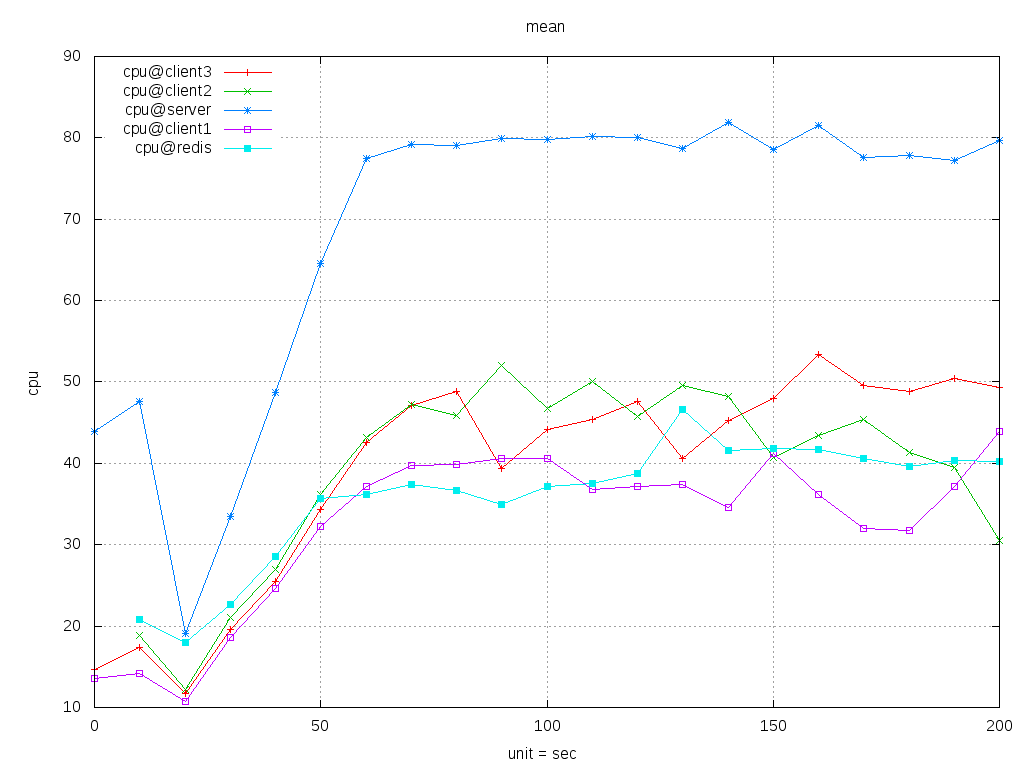 mean
90
80
70
60
50
40
30
20
10
cpu
cpu@client3
cpu@client2
cpu@server
cpu@client1
cpu@redis
0 50 100 150 200
unit = sec